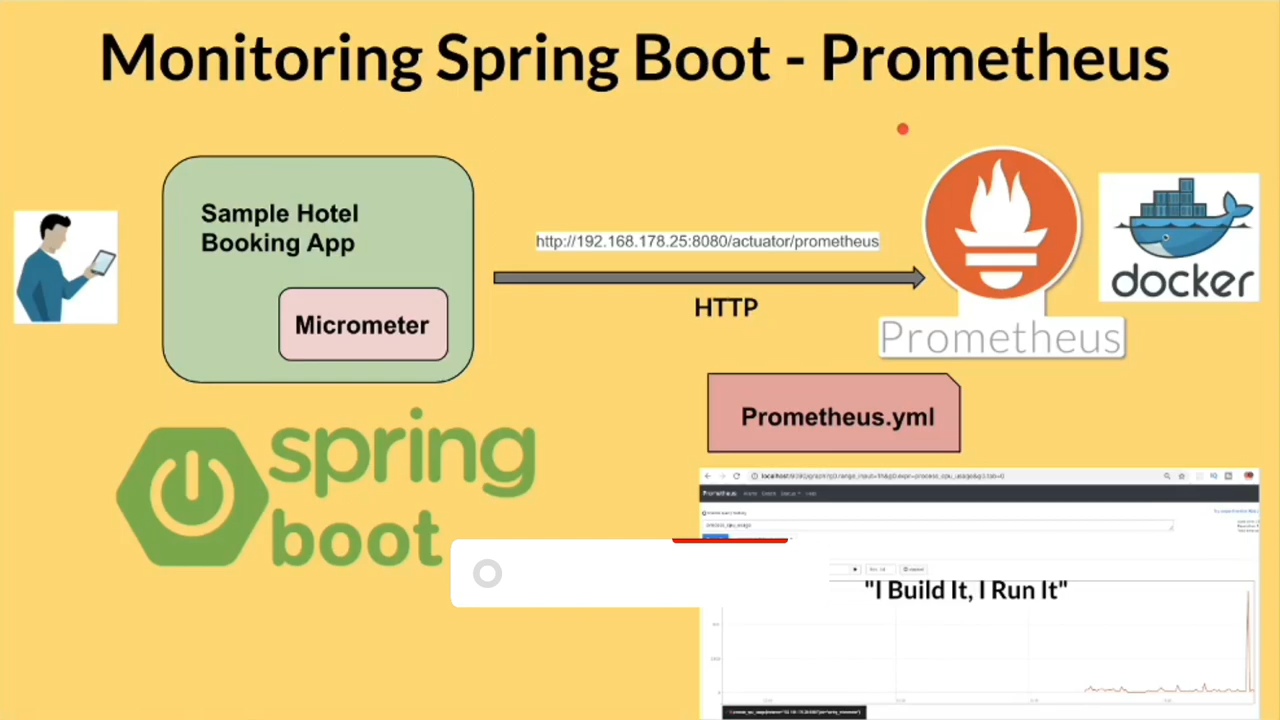 Monitoring Spring Boot - Prometheus
Sample Hotel
Booking App
Micrometer
http://192.168.178.25:8080/actuator/prometheus
HTTP
docker
Prometheus
Prometheus.yml
spring
boot
Prometheus
"I Build It, I Run It"